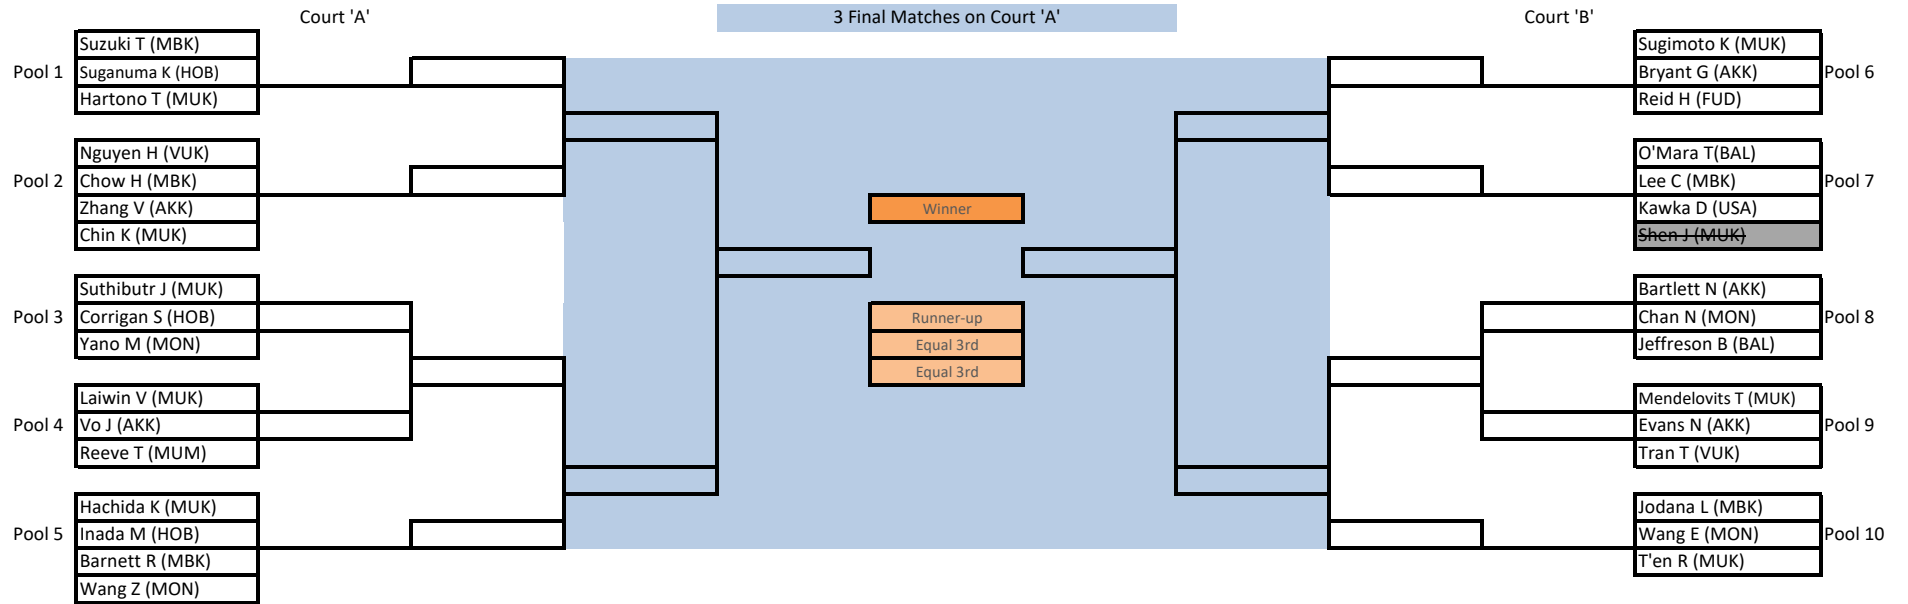 Court 'A'
3 Final Matches on Court 'A'
Court 'B'
Pool 1
Suzuki T (MBK)
Suganuma K (HOB)
Hartono T (MUK)
Pool 2
Nguyen H (VUK)
Chow H (MBK)
Zhang V (AKK)
Chin K (MUK)
Pool 3
Suthibutr J (MUK)
Corrigan S (HOB)
Yano M (MON)
Pool 4
Laiwin V (MUK)
Vo J (AKK)
Reeve T (MUM)
Pool 5
Hachida K (MUK)
Inada M (HOB)
Barnett R (MBK)
Wang Z (MON)
Winner
Runner-up
Equal 3rd
Equal 3rd
Sugimoto K (MUK)
Bryant G (AKK)
Reid H (FUD)
Pool 6
O'Mara T(BAL)
Lee C (MBK)
Kawka D (USA)
Shen J (MUK)
Pool 7
Bartlett N (AKK)
Chan N (MON)
Jeffreson B (BAL)
Pool 8
Mendelovits T (MUK)
Evans N (AKK)
Tran T (VUK)
Pool 9
Jodana L (MBK)
Wang E (MON)
T'en R (MUK)
Pool 10